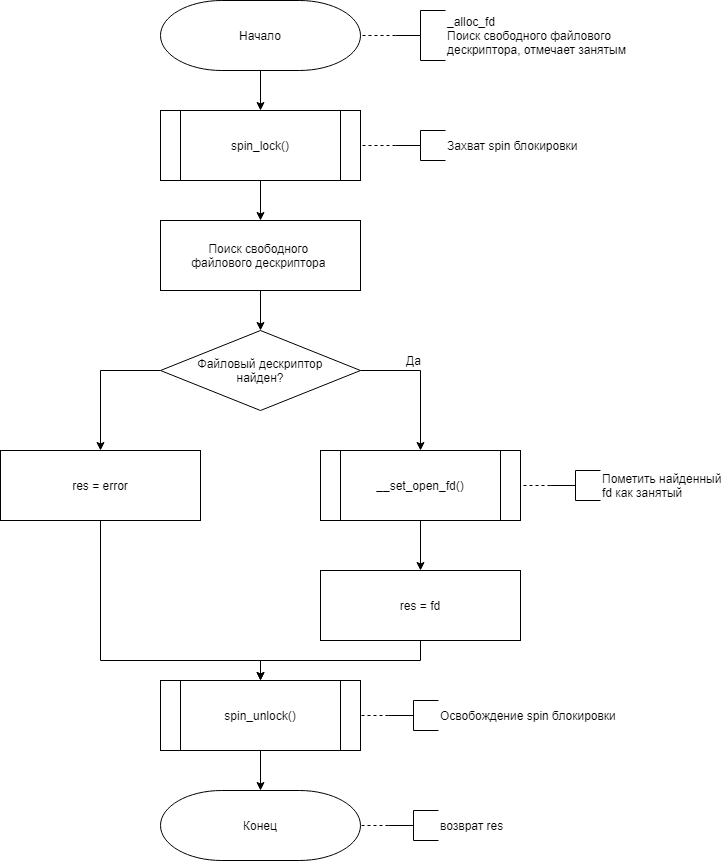 Начало
_alloc_fd
Поиск свободного файлового
дескриптора, отмечает занятым
spin_lock()
Захват spin блокировки
Поиск свободного
файлового дескриптора
Файловый дескриптор
найден?
Да
res = error
__set_open_fd()
Пометить найденный
fd как занятый
res = fd
spin_unlock()
Освобождение spin блокировки
Конец
возврат res